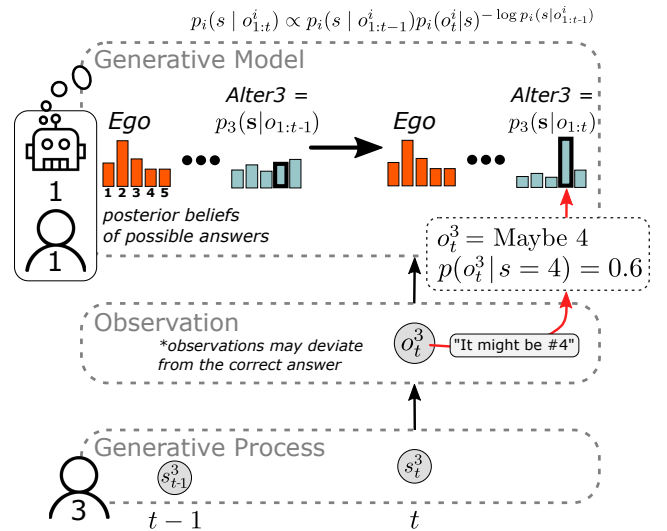 p_i(s | o^i_{1:t}) ∝ p_i(s | o^i_{1:t-1})p_i(o^i_t|s)^{-log p_i(s|o^i_{1:t-1})}
Generative Model
Ego
Alter3 =
p_3(s|o_{1:t-1})
Ego
Alter3 =
p_3(s|o_{1:t})
1
1 2 3 4 5
posterior beliefs
of possible answers
1
o^3_t = Maybe 4
p(o^3_t | s = 4) = 0.6
Observation
*observations may deviate
from the correct answer
o^3_t
"It might be #4"
Generative Process
3
s^3_{t-1}
s^3_t
t − 1
t